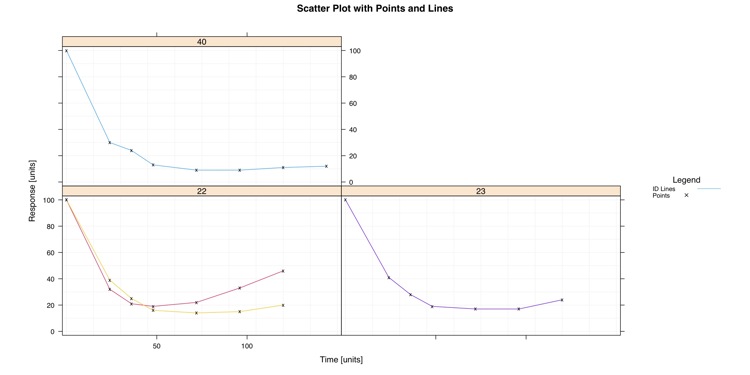 Scatter Plot with Points and Lines
40
100
80
60
40
20
0
Response [units]
22
23
100
80
60
40
20
0
50
100
Time [units]
Legend
ID Lines
Points